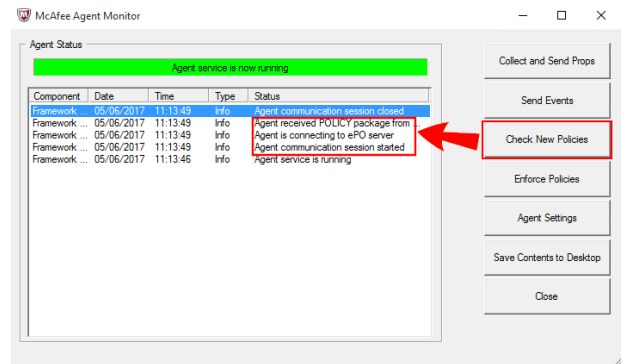 McAfee Agent Monitor
Agent Status
Agent service is now running
Component Date Time Type Status
Framework ... 05/06/2017 11:13:49 Info Agent communication session closed
Framework ... 05/06/2017 11:13:49 Info Agent received POLICY package from ...
Framework ... 05/06/2017 11:13:49 Info Agent is connecting to ePO server
Framework ... 05/06/2017 11:13:49 Info Agent communication session started
Framework ... 05/06/2017 11:13:46 Info Agent service is running
Collect and Send Props
Send Events
Check New Policies
Enforce Policies
Agent Settings
Save Contents to Desktop
Close